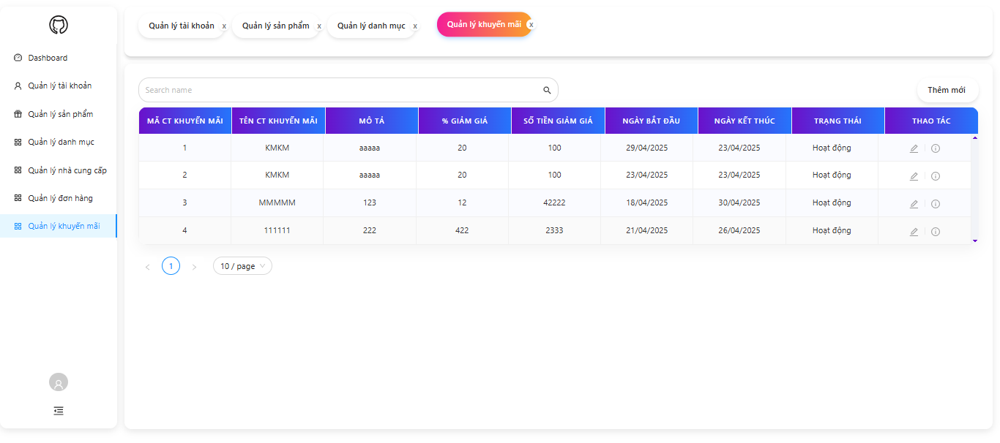 Quản lý tài khoản x Quản lý sản phẩm x Quản lý danh mục x Quản lý khuyến mãi x
Dashboard
Quản lý tài khoản
Quản lý sản phẩm
Quản lý danh mục
Quản lý nhà cung cấp
Quản lý đơn hàng
Quản lý khuyến mãi
Search name
Thêm mới
MÃ CT KHUYẾN MÃI TÊN CT KHUYẾN MÃI MÔ TẢ % GIẢM GIÁ SỐ TIỀN GIẢM GIÁ NGÀY BẮT ĐẦU NGÀY KẾT THÚC TRẠNG THÁI THAO TÁC
1 KMKM aaaaa 20 100 29/04/2025 23/04/2025 Hoạt động
2 KMKM aaaaa 20 100 23/04/2025 23/04/2025 Hoạt động
3 MMMMM 123 12 42222 18/04/2025 30/04/2025 Hoạt động
4 111111 222 422 2333 21/04/2025 26/04/2025 Hoạt động
< 1 > 10 / page